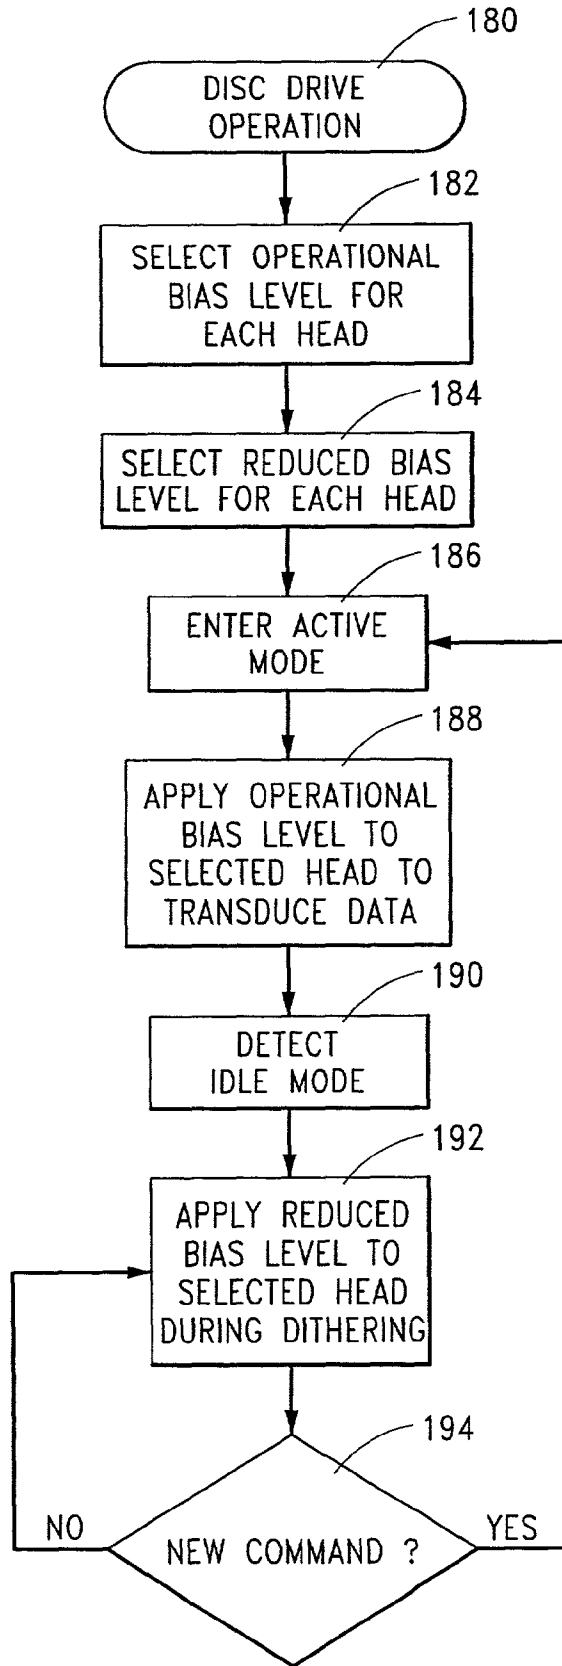 180
DISC DRIVE
OPERATION
182
SELECT OPERATIONAL
BIAS LEVEL FOR
EACH HEAD
184
SELECT REDUCED BIAS
LEVEL FOR EACH HEAD
186
ENTER ACTIVE
MODE
188
APPLY OPERATIONAL
BIAS LEVEL TO
SELECTED HEAD TO
TRANSDUCE DATA
190
DETECT
IDLE MODE
192
APPLY REDUCED
BIAS LEVEL TO
SELECTED HEAD
DURING DITHERING
194
NO
NEW COMMAND ?
YES